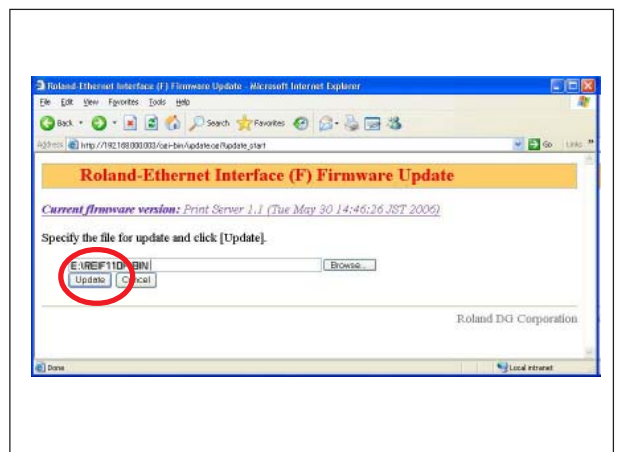 Roland-Ethernet Interface (F) Firmware Update - Microsoft Internet Explorer
File Edit View Favorites Tools Help
Back Search Favorites
Address http://192.168.000.003/cgi-bin/update.cgi?update_start Go Links »
Roland-Ethernet Interface (F) Firmware Update
Current firmware version: Print Server 1.1 (Tue May 30 14:46:26 JST 2006)
Specify the file for update and click [Update].
Browse...
Update Cancel
Roland DG Corporation
Done Local intranet